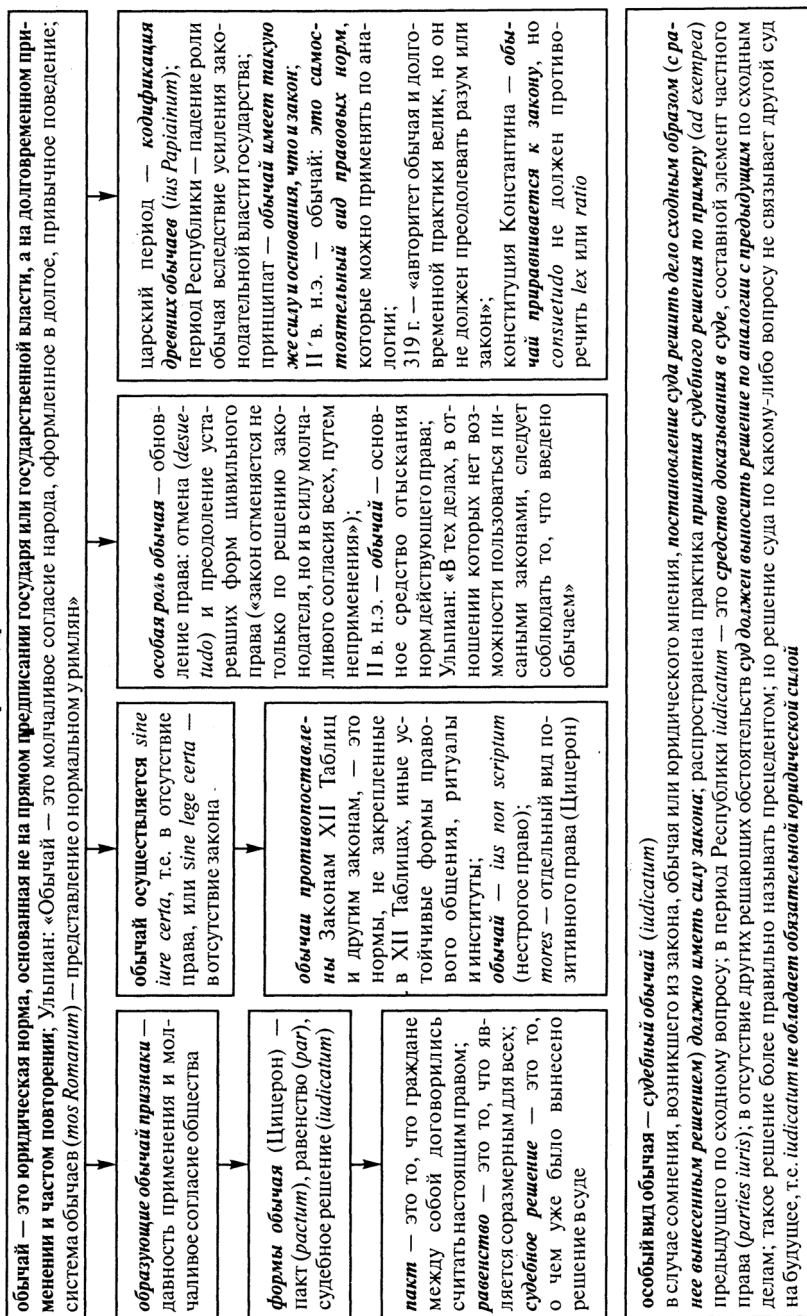 обычай — это юридическая норма, основанная не на прямом предписании государя или государственной власти, а на долговременном при-
менении и частом повторении; Ульпиан: «Обычай — это молчаливое согласие народа, оформленное в долгое, привычное поведение;
система обычаев (mos Romanum) — представление о нормальном у римлян»
образующие обычай признаки —
давность применения и мол-
чаливое согласие общества
формы обычая (Цицерон) —
пакт (pactum), равенство (par),
судебное решение (iudicatum)
пакт — это то, что граждане
между собой договорились
считать настоящим правом;
равенство — это то, что яв-
ляется соразмерным для всех;
судебное решение — это то,
о чем уже было вынесено
решение в суде
обычай осуществляется sine
iure certa, т.е. в отсутствие
права, или sine lege certa —
в отсутствие закона
обычаи противопоставле-
ны Законам XII Таблиц
и другим законам, — это
нормы, не закрепленные
в XII Таблицах, иные ус-
тойчивые формы право-
вого общения, ритуалы
и институты;
обычай — ius non scriptum
(нестрогое право);
mores — отдельный вид по-
зитивного права (Цицерон)
особая роль обычая — обнов-
ление права: отмена (desue-
tudo) и преодоление уста-
ревших форм цивильного
права («закон отменяется не
только по решению зако-
нодателя, но и в силу молча-
ливого согласия всех, путем
неприменения»);
II в. н.э. — обычай — основ-
ное средство отыскания
норм действующего права;
Ульпиан: «В тех делах, в от-
ношении которых нет воз-
можности пользоваться пи-
саными законами, следует
соблюдать то, что введено
обычаем»
царский период — кодификация
древних обычаев (ius Papiainum);
период Республики — падение роли
обычая вследствие усиления зако-
нодательной власти государства;
принципат — обычай имеет такую
же силу и основания, что и закон;
II в. н.э. — обычай: это самос-
тоятельный вид правовых норм,
которые можно применять по ана-
логии;
319 г. — «авторитет обычая и долго-
временной практики велик, но он
не должен преодолевать разум или
закон»;
конституция Константина — обы-
чай приравнивается к закону, но
consuetudo не должен противо-
речить lex или ratio
особый вид обычая — судебный обычай (iudicatum)
в случае сомнения, возникшего из закона, обычая или юридического мнения, постановление суда решить дело сходным образом (с ра-
нее вынесенным решением) должно иметь силу закона; распространена практика принятия судебного решения по примеру (ad exempea)
предыдущего по сходному вопросу; в период Республики iudicatum — это средство доказывания в суде, составной элемент частного
права (parties iuris); в отсутствие других решающих обстоятельств суд должен выносить решение по аналогии с предыдущим по сходным
делам; такое решение более правильно называть прецедентом; но решение суда по какому-либо вопросу не связывает другой суд
на будущее, т.е. iudicatum не обладает обязательной юридической силой